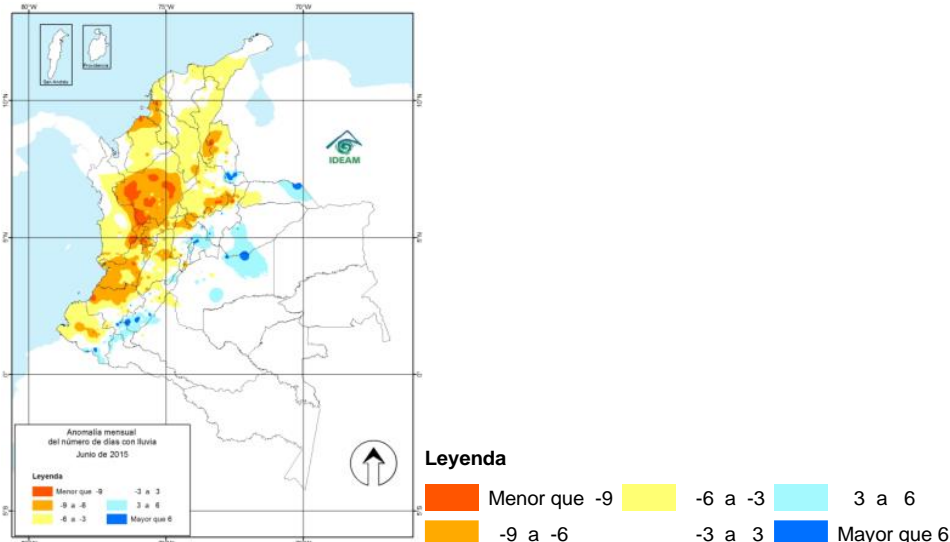 80°W 75°W 70°W
San Andrés
Providencia
10°N 10°N
IDEAM
5°N 5°N
0° 0°
5°S 5°S
Anomalía mensual
del número de días con lluvia
Junio de 2015
Leyenda
Menor que -9 -3 a 3
-9 a -6 3 a 6
-6 a -3 Mayor que 6
Leyenda
Menor que -9 -6 a -3 3 a 6
-9 a -6 -3 a 3 Mayor que 6